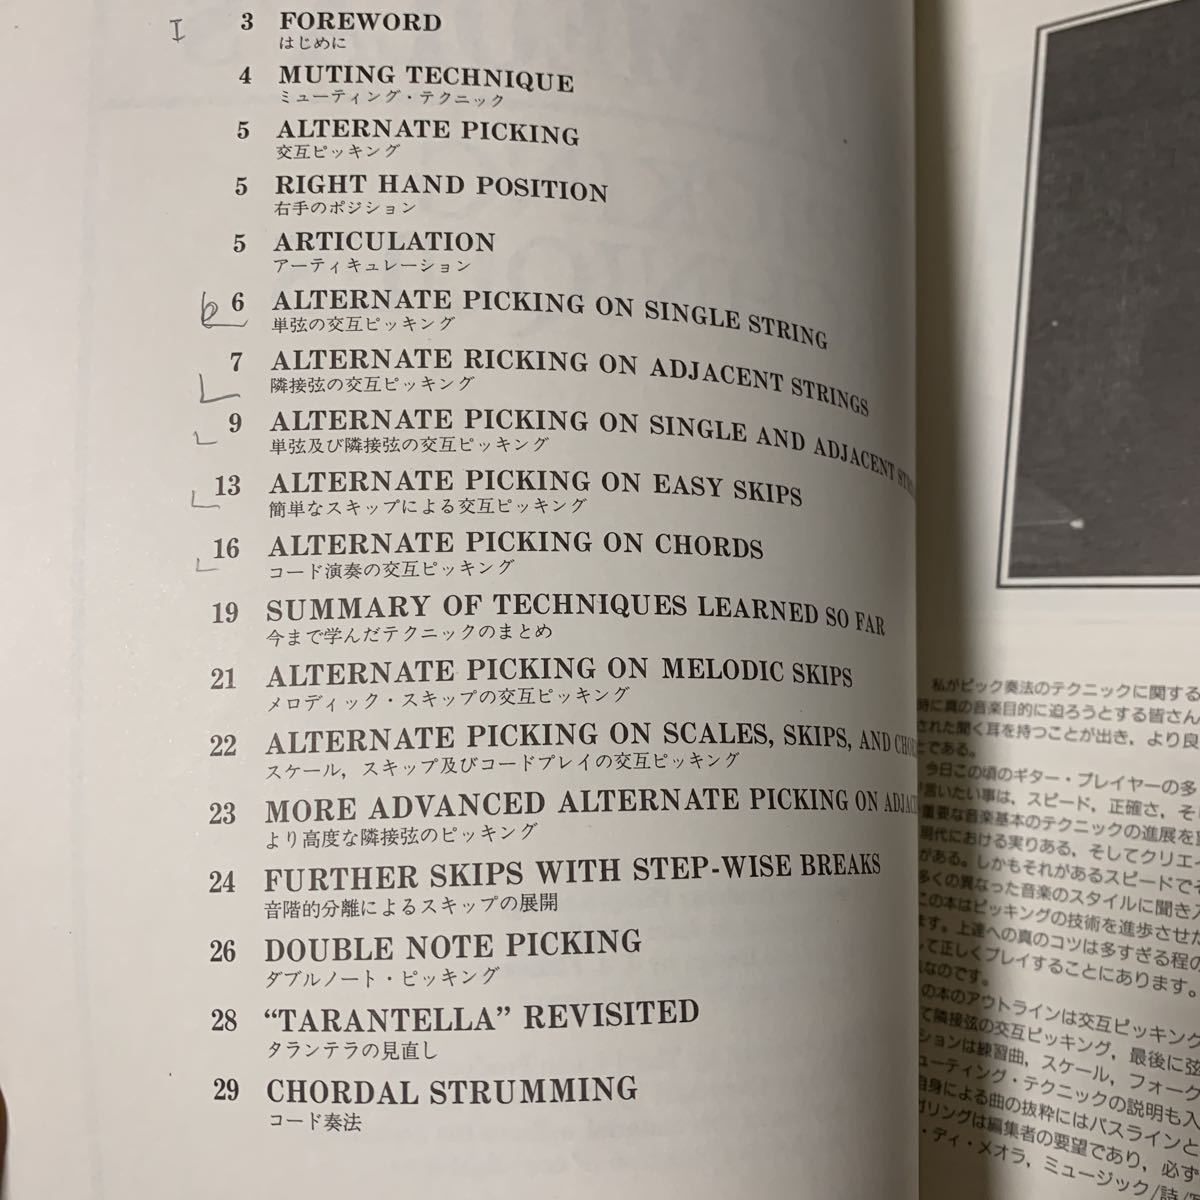 3 FOREWORD
はじめに
4 MUTING TECHNIQUE
ミューティング・テクニック
5 ALTERNATE PICKING
交互ピッキング
5 RIGHT HAND POSITION
右手のポジション
5 ARTICULATION
アーティキュレーション
6 ALTERNATE PICKING ON SINGLE STRING
単弦の交互ピッキング
7 ALTERNATE RICKING ON ADJACENT STRINGS
隣接弦の交互ピッキング
9 ALTERNATE PICKING ON SINGLE AND ADJACENT
単弦及び隣接弦の交互ピッキング
13 ALTERNATE PICKING ON EASY SKIPS
簡単なスキップによる交互ピッキング
16 ALTERNATE PICKING ON CHORDS
コード演奏の交互ピッキング
19 SUMMARY OF TECHNIQUES LEARNED SO FAR
今まで学んだテクニックのまとめ
21 ALTERNATE PICKING ON MELODIC SKIPS
メロディック・スキップの交互ピッキング
22 ALTERNATE PICKING ON SCALES, SKIPS, AND
スケール，スキップ及びコードプレイの交互ピッキング
23 MORE ADVANCED ALTERNATE PICKING ON
より高度な隣接弦のピッキング
24 FURTHER SKIPS WITH STEP-WISE BREAKS
音階的分離によるスキップの展開
26 DOUBLE NOTE PICKING
ダブルノート・ピッキング
28 “TARANTELLA” REVISITED
タランテラの見直し
29 CHORDAL STRUMMING
コード奏法
私がピック奏法のテクニックに関する
時に真の音楽目的に迫ろうとする皆さん
された聞く耳を持つことが出き，より良
とである。
今日この頃のギター・プレイヤーの多
言いたい事は，スピード，正確さ，そ
重要な音楽基本のテクニックの進展を
現代における実りある，そしてクリエ
がある。しかもそれがあるスピードでそ
多くの異なった音楽のスタイルに聞き入
この本はピッキングの技術を進歩させた
ます。上達への真のコツは多すぎる程の
して正しくプレイすることにあります。
なのです。
の本のアウトラインは交互ピッキング
て隣接弦の交互ピッキング，最後に弦
ションは練習曲，スケール，フォーク
ューティング・テクニックの説明も入
自身による曲の抜粋にはバスラインと
ガリングは編集者の要望であり，必ず
・ディ・メオラ，ミュージック/詩